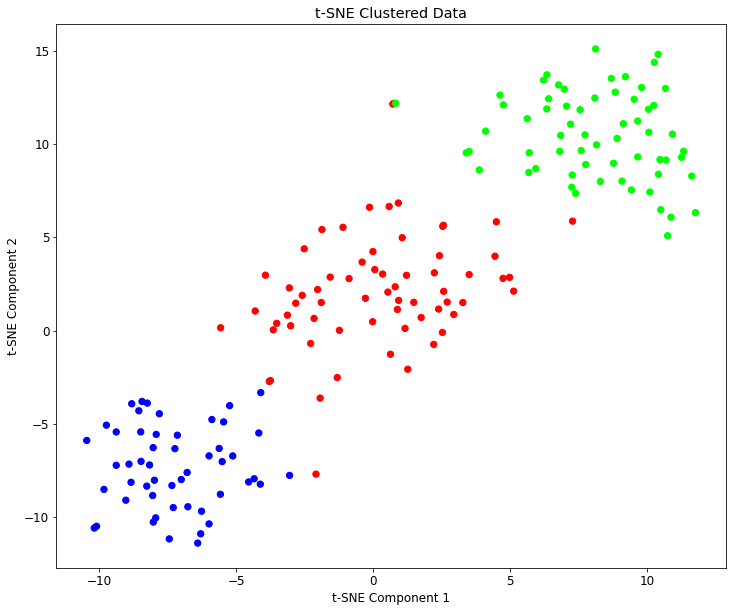 t-SNE Clustered Data
t-SNE Component 2
15
10
5
0
−5
−10
−10 −5 0 5 10
t-SNE Component 1